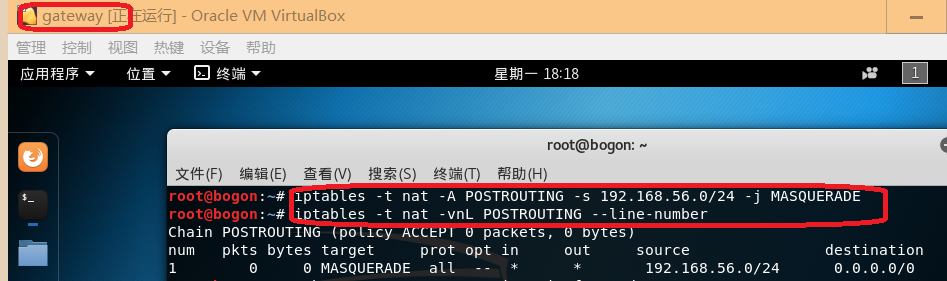 gateway [正在运行] - Oracle VM VirtualBox
管理 控制 视图 热键 设备 帮助
应用程序 位置 终端 星期一 18:18 1
root@bogon: ~
文件(F) 编辑(E) 查看(V) 搜索(S) 终端(T) 帮助(H)
root@bogon:~# iptables -t nat -A POSTROUTING -s 192.168.56.0/24 -j MASQUERADE
root@bogon:~# iptables -t nat -vnL POSTROUTING --line-number
Chain POSTROUTING (policy ACCEPT 0 packets, 0 bytes)
num pkts bytes target prot opt in out source destination
1 0 0 MASQUERADE all -- * * 192.168.56.0/24 0.0.0.0/0